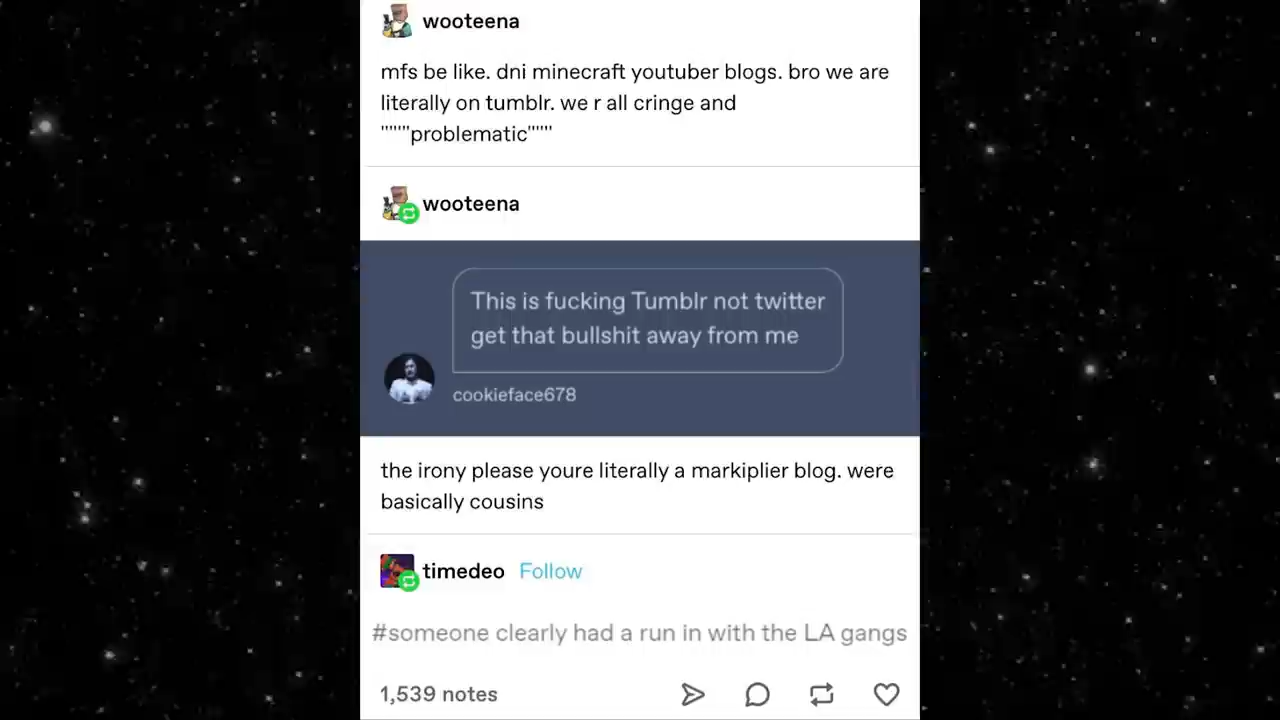 wooteena
mfs be like. dni minecraft youtuber blogs. bro we are
literally on tumblr. we r all cringe and
"""""problematic"""""
wooteena
This is fucking Tumblr not twitter
get that bullshit away from me
cookieface678
the irony please youre literally a markiplier blog. were
basically cousins
timedeo Follow
#someone clearly had a run in with the LA gangs
1,539 notes